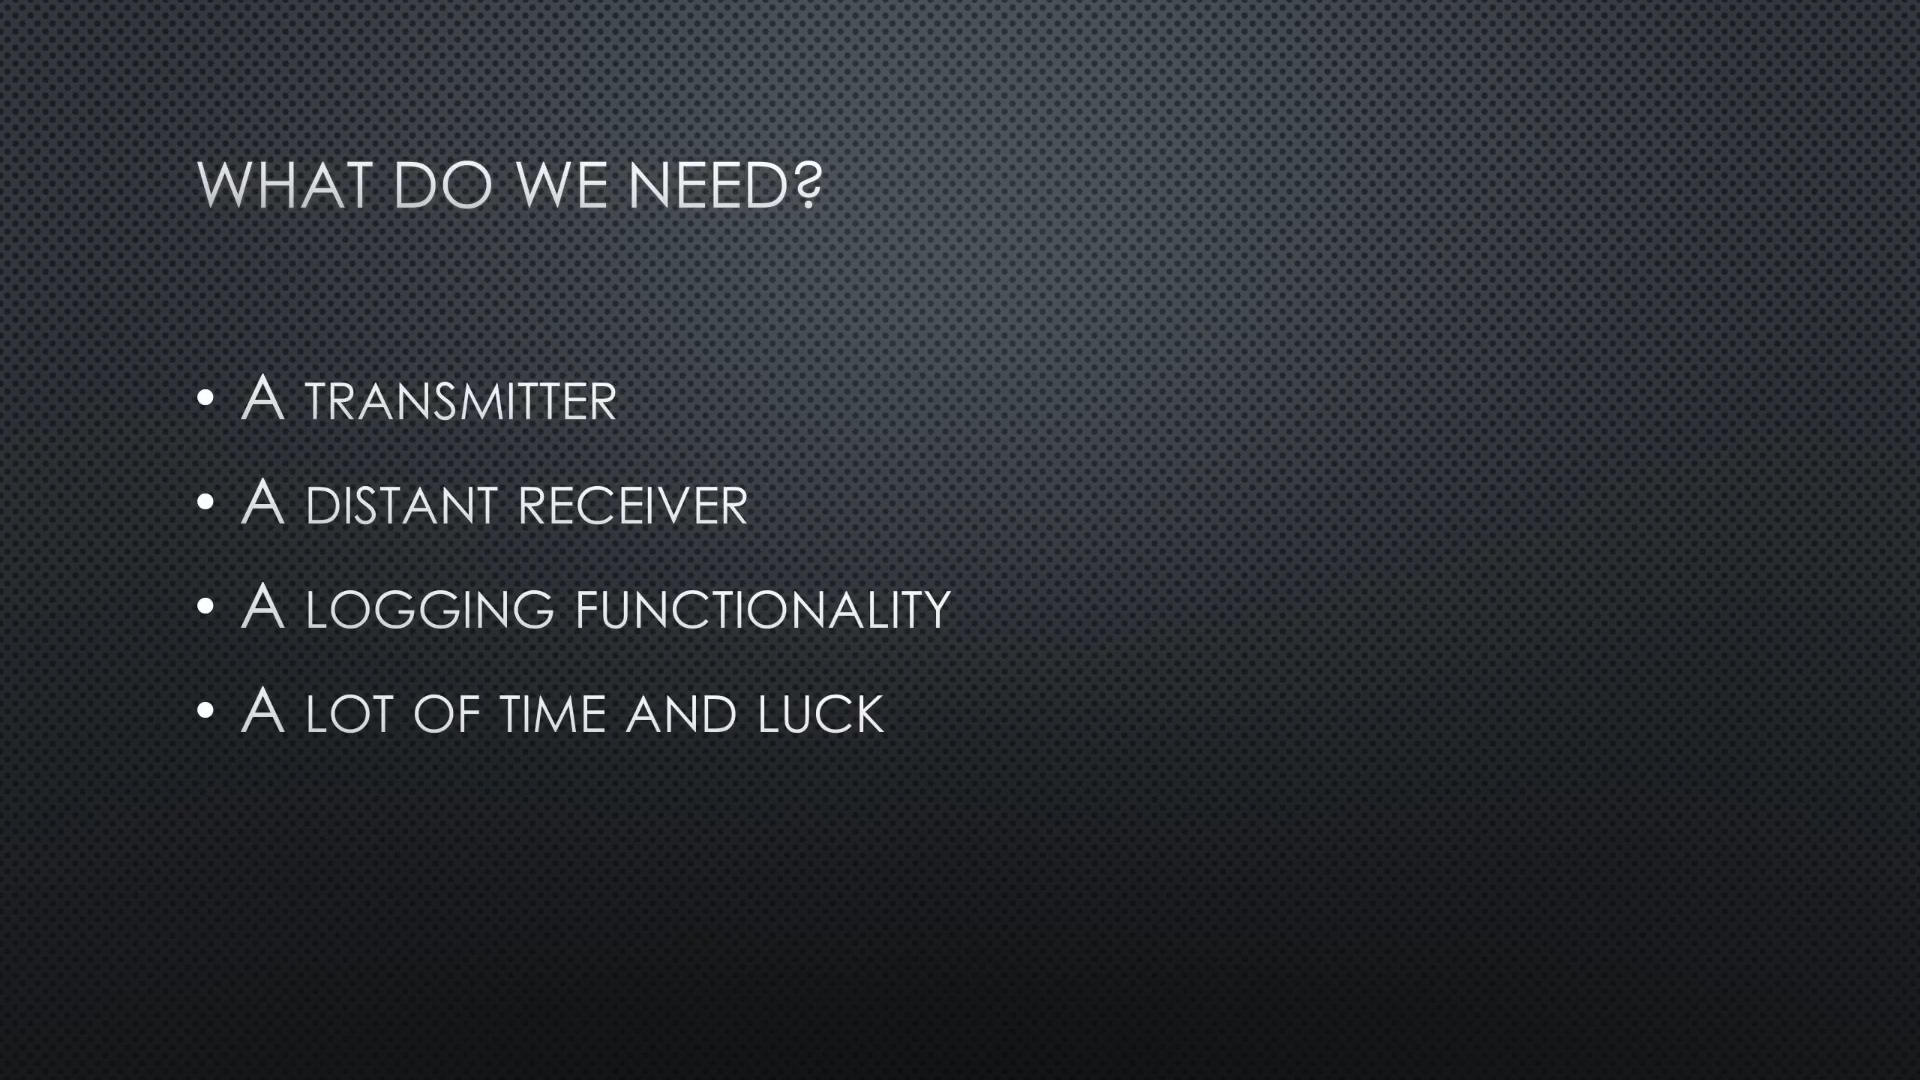 WHAT DO WE NEED?
• A TRANSMITTER
• A DISTANT RECEIVER
• A LOGGING FUNCTIONALITY
• A LOT OF TIME AND LUCK